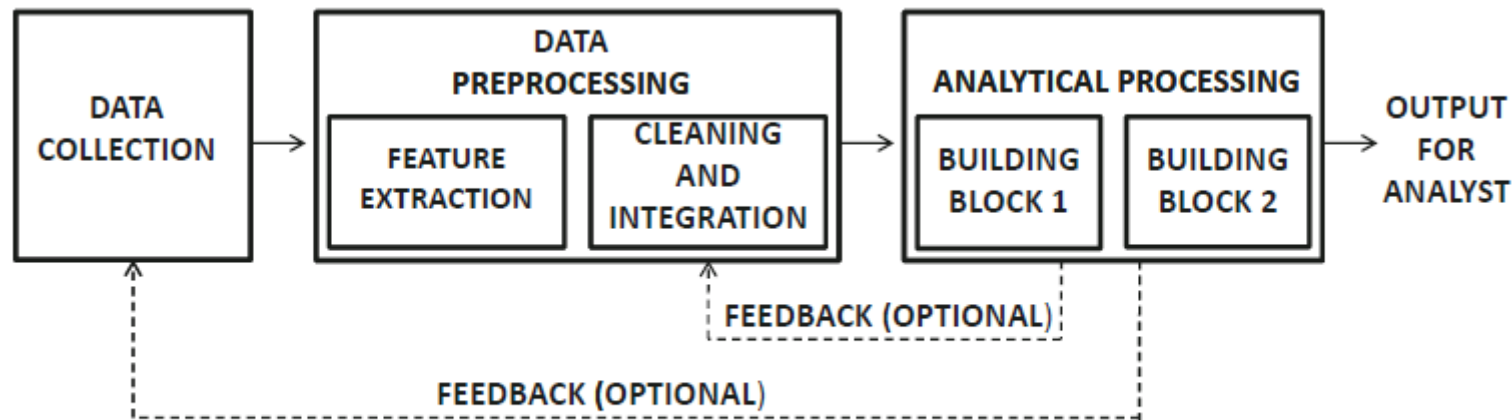 DATA
COLLECTION
DATA
PREPROCESSING
FEATURE
EXTRACTION
CLEANING
AND
INTEGRATION
ANALYTICAL PROCESSING
BUILDING
BLOCK 1
BUILDING
BLOCK 2
OUTPUT
FOR
ANALYST
FEEDBACK (OPTIONAL)
FEEDBACK (OPTIONAL)